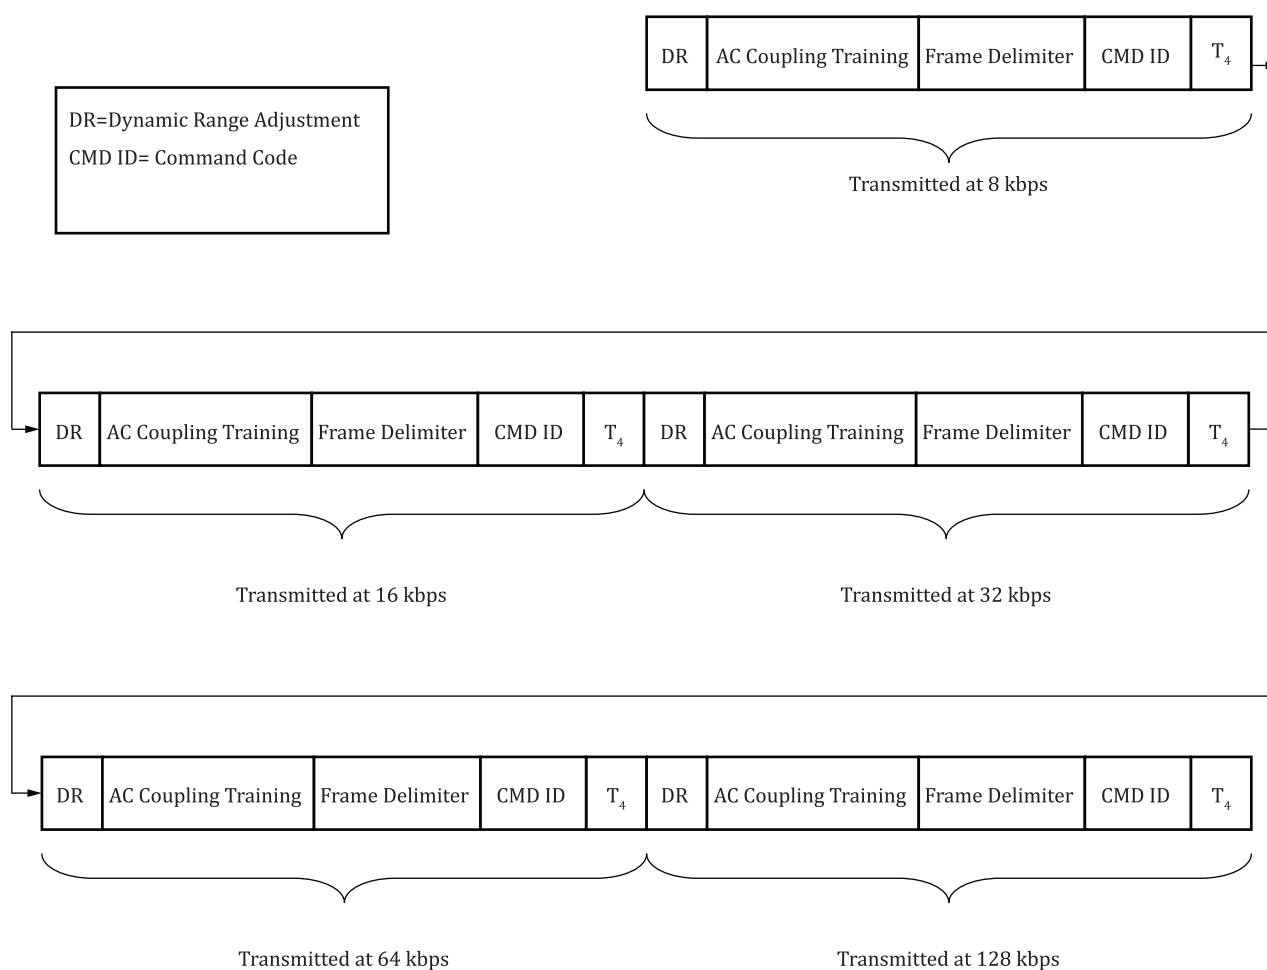 DR AC Coupling Training Frame Delimiter CMD ID T4
DR=Dynamic Range Adjustment
CMD ID= Command Code
Transmitted at 8 kbps
DR AC Coupling Training Frame Delimiter CMD ID T4 DR AC Coupling Training Frame Delimiter CMD ID T4
Transmitted at 16 kbps Transmitted at 32 kbps
DR AC Coupling Training Frame Delimiter CMD ID T4 DR AC Coupling Training Frame Delimiter CMD ID T4
Transmitted at 64 kbps Transmitted at 128 kbps